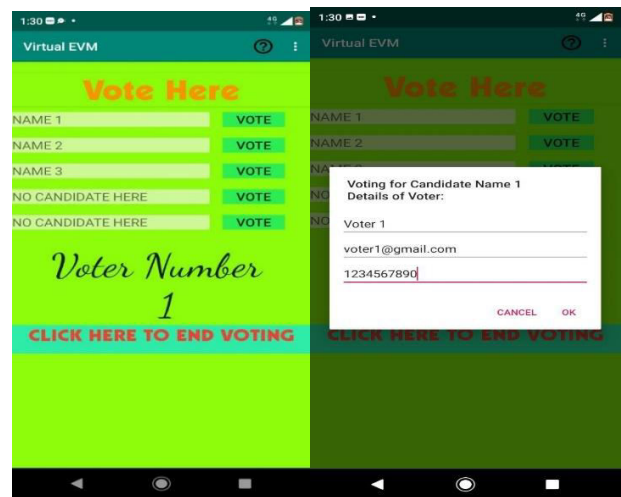 1:30 4G
Virtual EVM ?
Vote Here
NAME 1 VOTE
NAME 2 VOTE
NAME 3 VOTE
NO CANDIDATE HERE VOTE
NO CANDIDATE HERE VOTE
Voter Number
1
CLICK HERE TO END VOTING
1:30 4G
Virtual EVM ?
Vote Here
NAME 1 VOTE
NAME 2 VOTE
Voting for Candidate Name 1
Details of Voter:
Voter 1
voter1@gmail.com
1234567890
CANCEL OK
CLICK HERE TO END VOTING